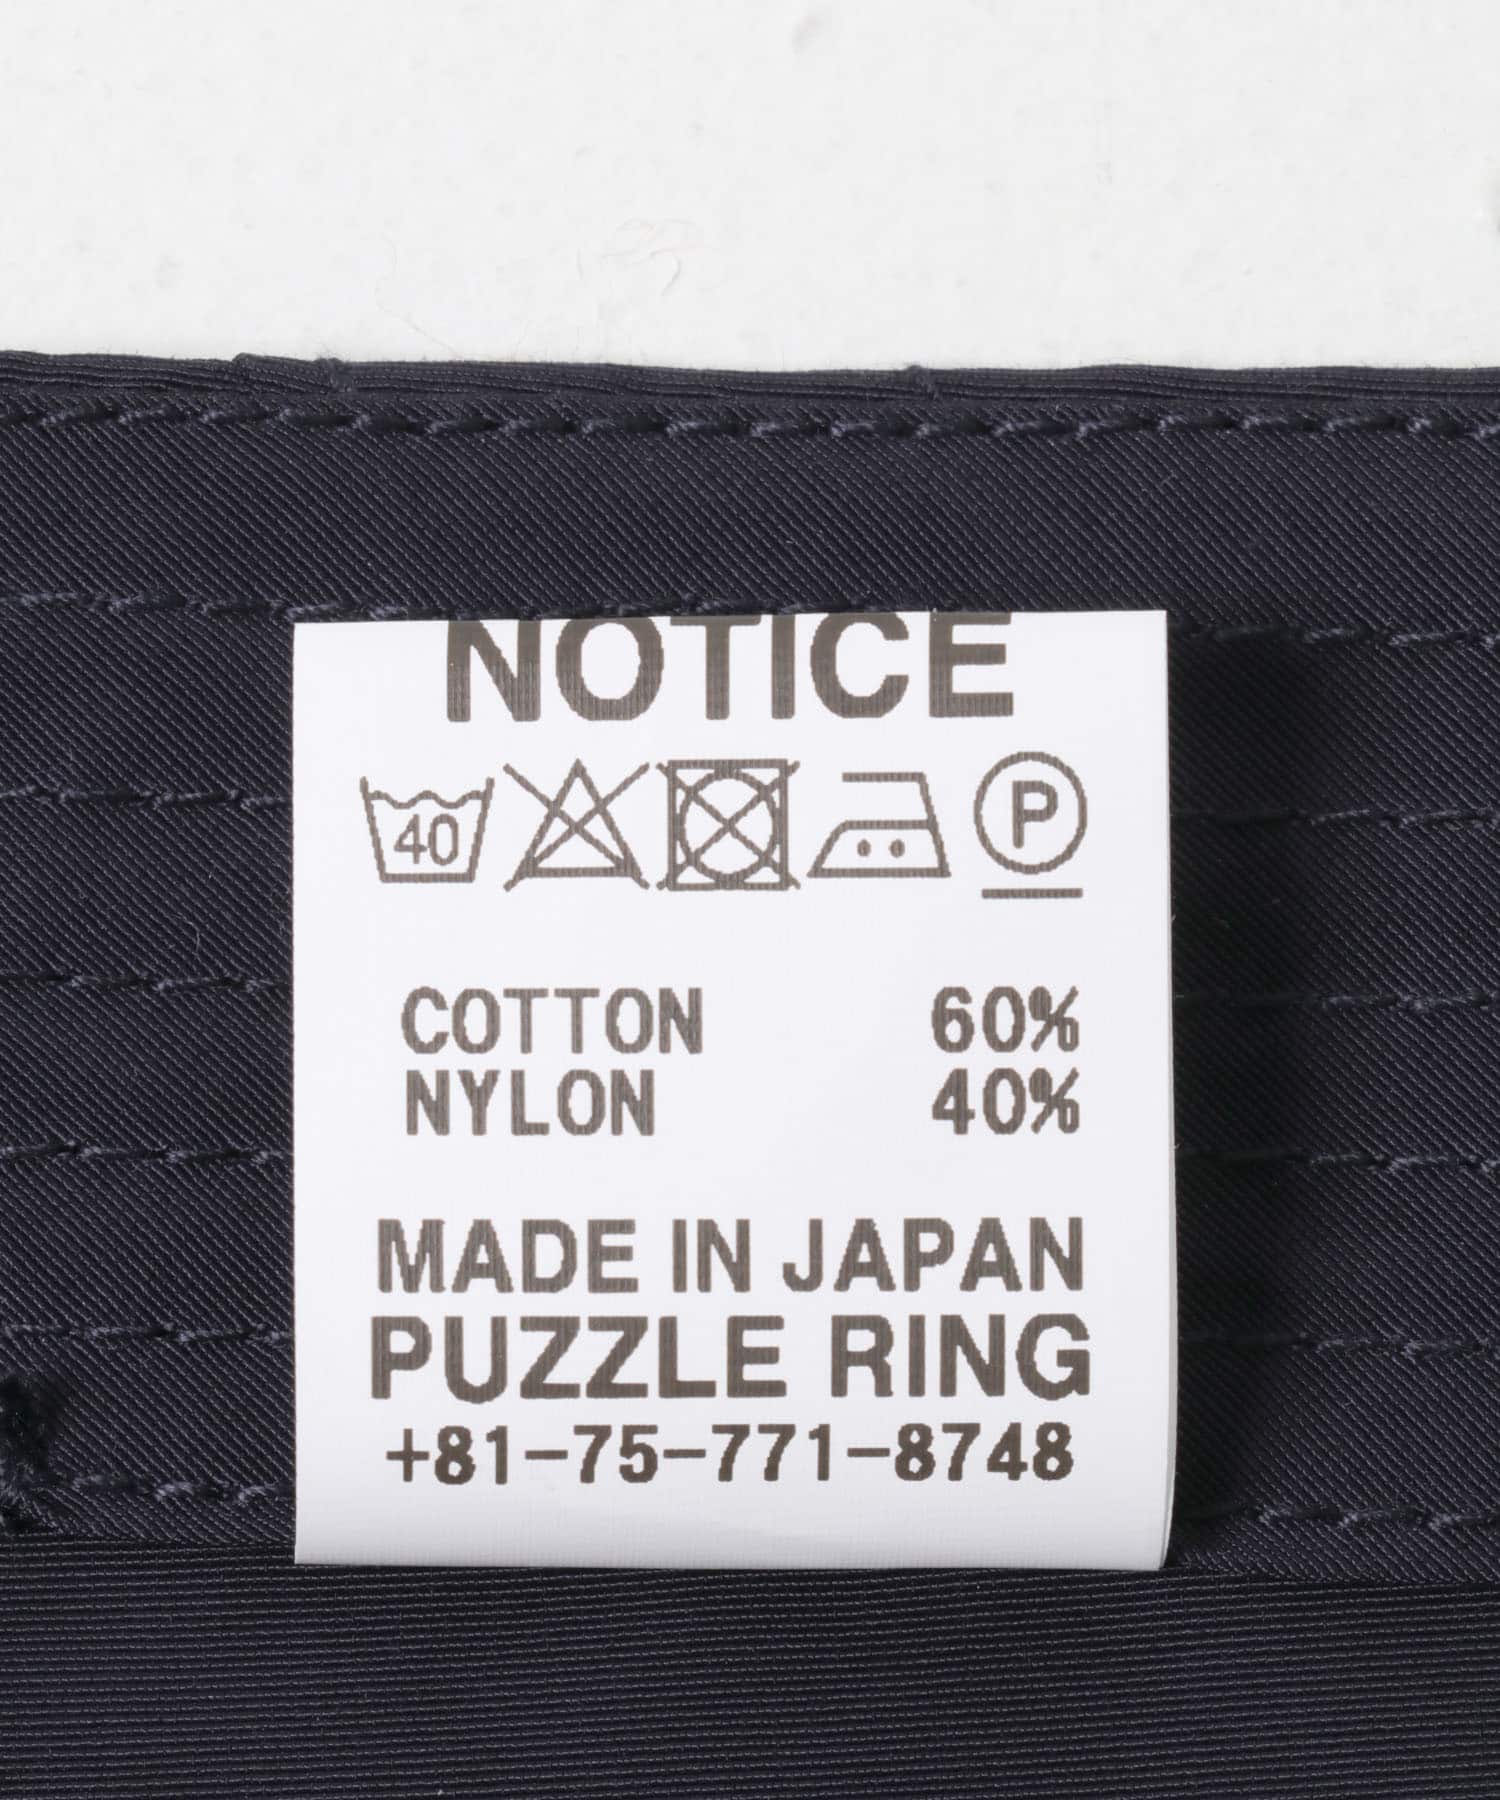 NOTICE
40 P
COTTON 60%
NYLON 40%
MADE IN JAPAN
PUZZLE RING
+81-75-771-8748